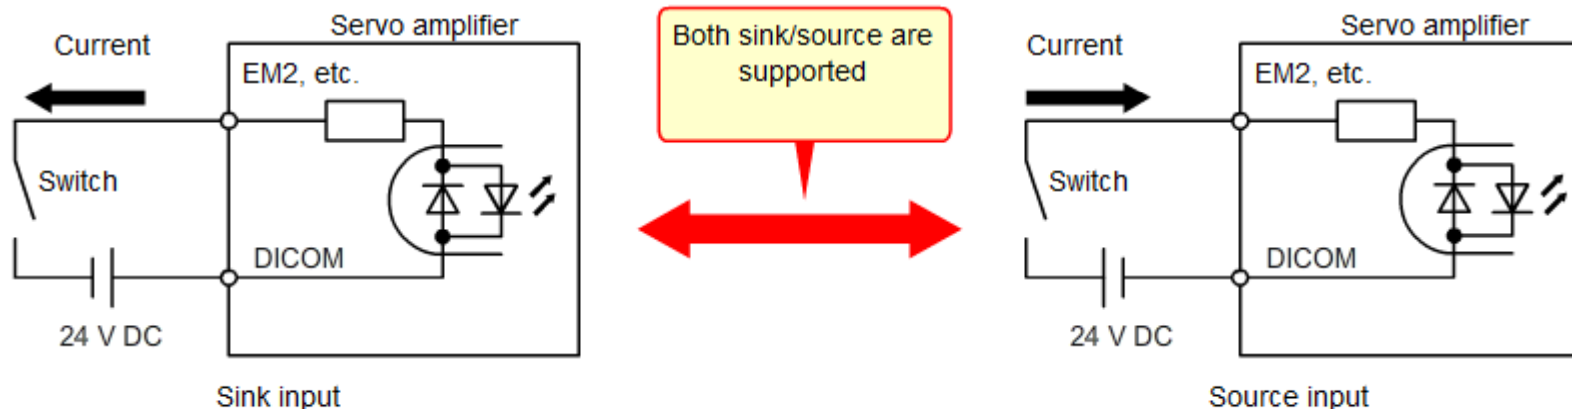 Servo amplifier
Current
EM2, etc.
Switch
DICOM
24 V DC
Sink input
Both sink/source are
supported
Servo amplifier
Current
EM2, etc.
Switch
DICOM
24 V DC
Source input